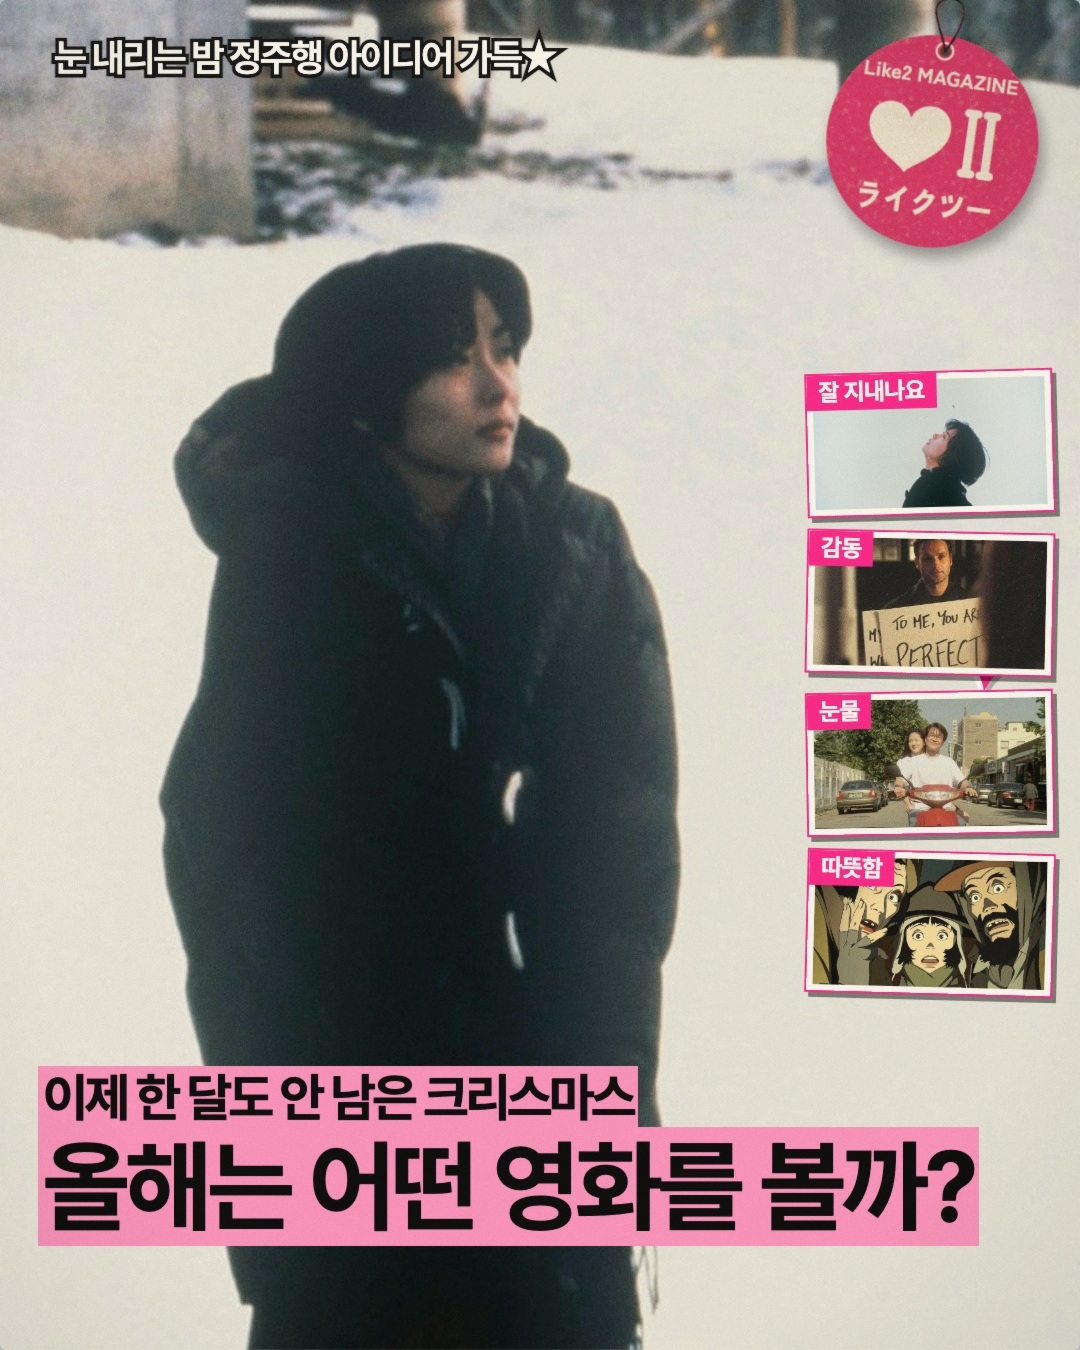 눈 내리는 밤 정주행 아이디어 가득★
Like2 MAGAZINE
♥II
ライクツー
잘 지내나요
감동
TO ME, YOU ARE
PERFECT
눈물
따뜻함
이제 한 달도 안 남은 크리스마스
올해는 어떤 영화를 볼까?